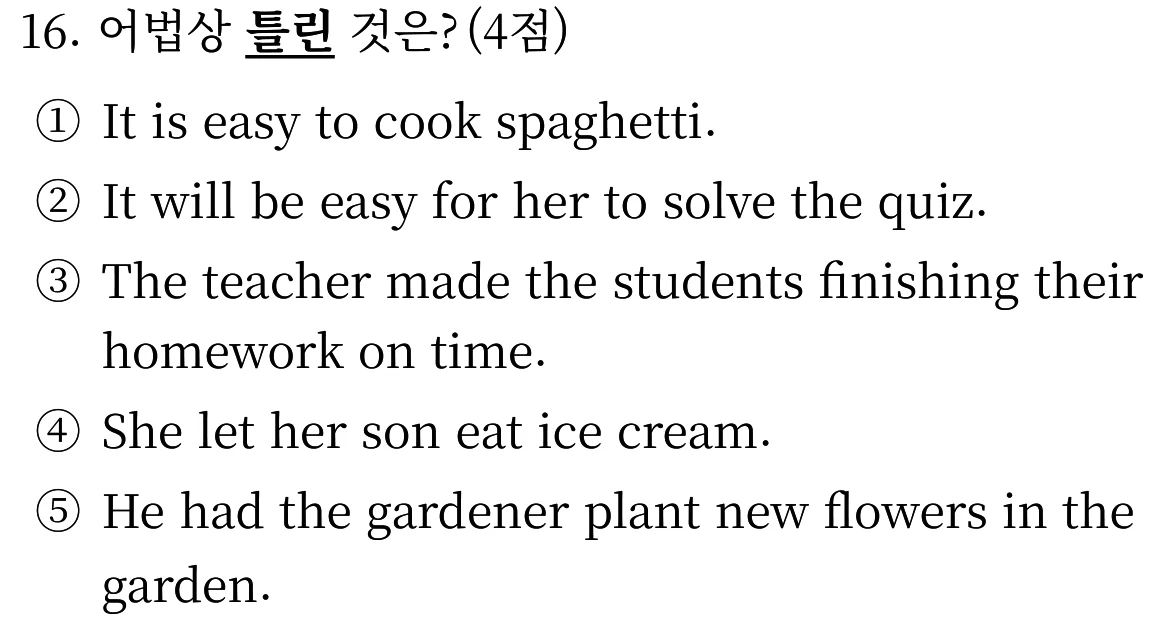 16. 어법상 틀린 것은?(4점)
① It is easy to cook spaghetti.
② It will be easy for her to solve the quiz.
③ The teacher made the students finishing their
homework on time.
④ She let her son eat ice cream.
⑤ He had the gardener plant new flowers in the
garden.